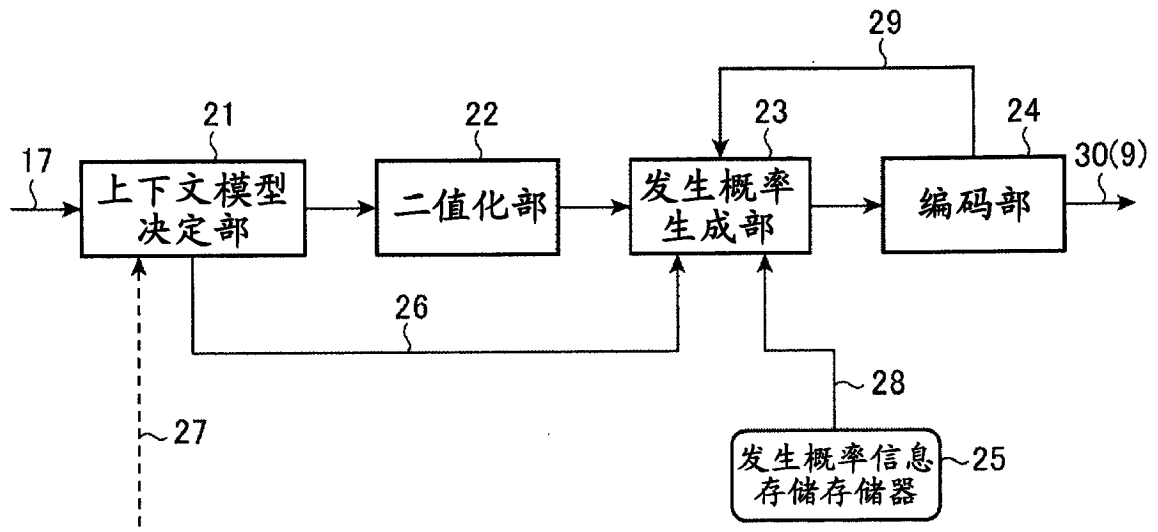 29
21
22
23
24
17
上下文模型
决定部
二值化部
发生概率
生成部
编码部
30(9)
26
27
28
发生概率信息
存储存储器
25